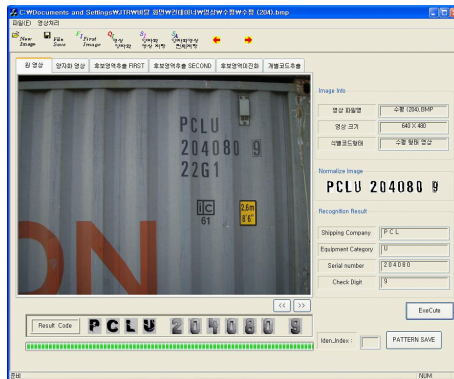 C:₩Documents and Settings₩JTR₩바탕 화면₩컨테이너₩영상₩수평₩수평 (204).bmp
파일(F) 영상처리
New Image
File Save
First Image
원 영상
양자화 영상
후보영역추출 FIRST
후보영역추출 SECOND
후보영역이진화
개별코드추출
PCLU
204080 9
22G1
ic
61
2,6m
8'6"
ON
Image Info
영상 파일명
수평 (204).BMP
영상 크기
640 X 480
식별코드형태
수평 형태 영상
Normalize Image
PCLU 204080 9
Recognition Result
Shipping Company
PCL
Equipment Category
U
Serial number
204080
Check Digit
9
<< >>
ExeCute
Result Code
PCLU 204080 9
Iden_Index :
PATTERN SAVE
준비
NUM